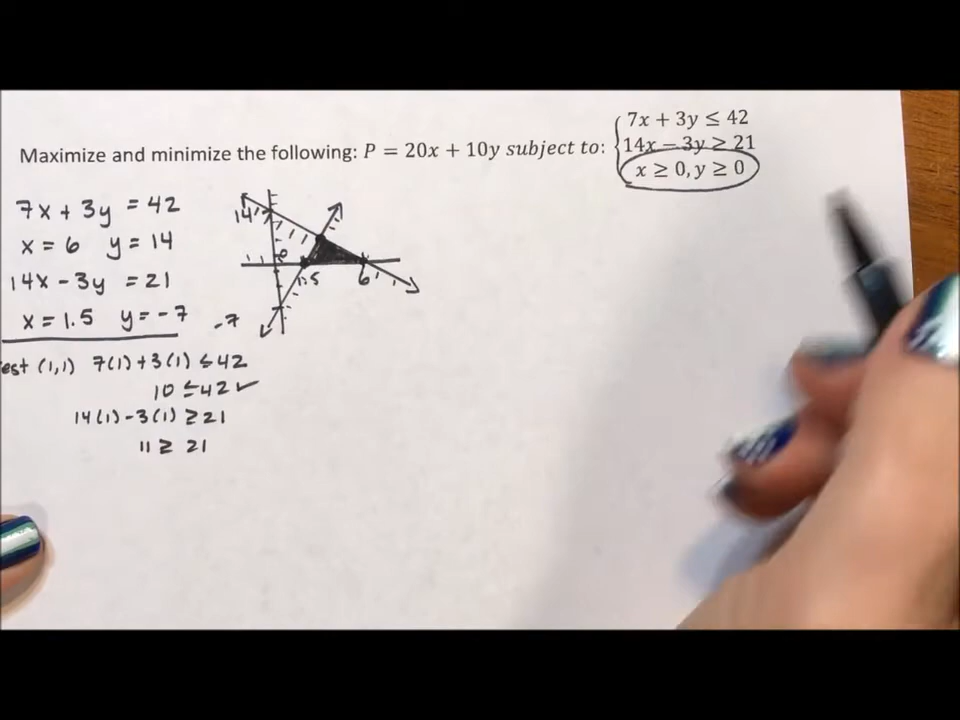 Maximize and minimize the following: P = 20x + 10y subject to:
7x + 3y ≤ 42
14x − 3y ≥ 21
x ≥ 0, y ≥ 0
7x + 3y = 42
x = 6 y = 14
14x - 3y = 21
x = 1.5 y = -7
est (1,1) 7(1) + 3(1) ≤ 42
10 ≤ 42 ✓
14(1) - 3(1) ≥ 21
11 ≥ 21
14
1.5
6
-7